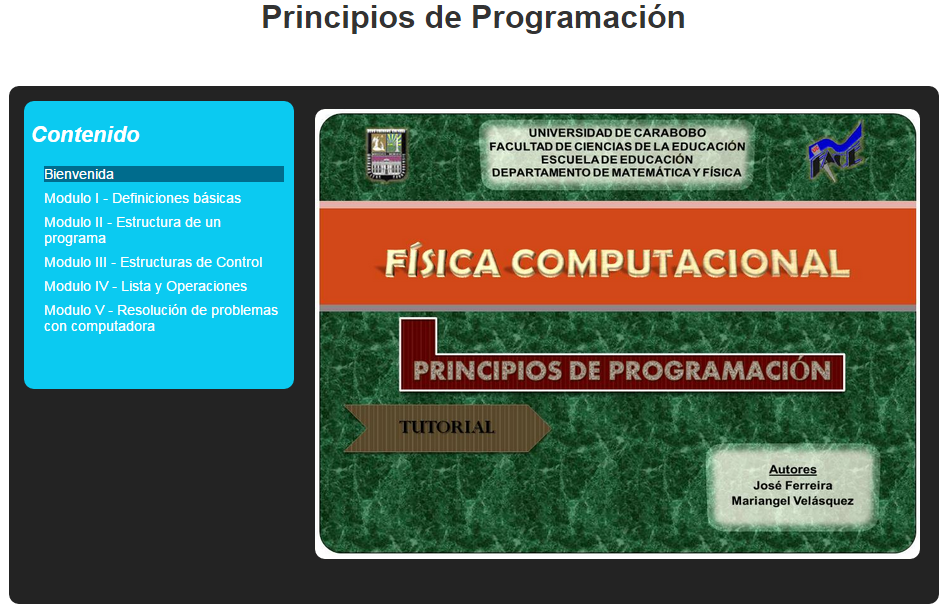 Principios de Programación
Contenido
Bienvenida
Modulo I - Definiciones básicas
Modulo II - Estructura de un
programa
Modulo III - Estructuras de Control
Modulo IV - Lista y Operaciones
Modulo V - Resolución de problemas
con computadora
UNIVERSIDAD DE CARABOBO
FACULTAD DE CIENCIAS DE LA EDUCACIÓN
ESCUELA DE EDUCACIÓN
DEPARTAMENTO DE MATEMÁTICA Y FÍSICA
FÍSICA COMPUTACIONAL
PRINCIPIOS DE PROGRAMACIÓN
TUTORIAL
Autores
José Ferreira
Mariangel Velásquez